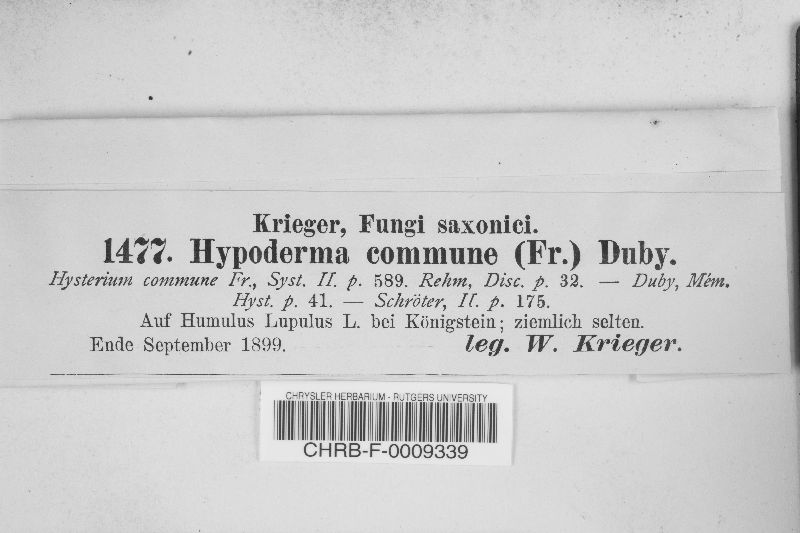 Krieger, Fungi saxonici.
1477. Hypoderma commune (Fr.) Duby.
Hysterium commune Fr., Syst. II. p. 589. Rehm, Disc. p. 32. — Duby, Mém.
Hyst. p. 41. — Schröter, II. p. 175.
Auf Humulus Lupulus L. bei Königstein; ziemlich selten.
Ende September 1899. leg. W. Krieger.
CHRYSLER HERBARIUM - RUTGERS UNIVERSITY
CHRB-F-0009339